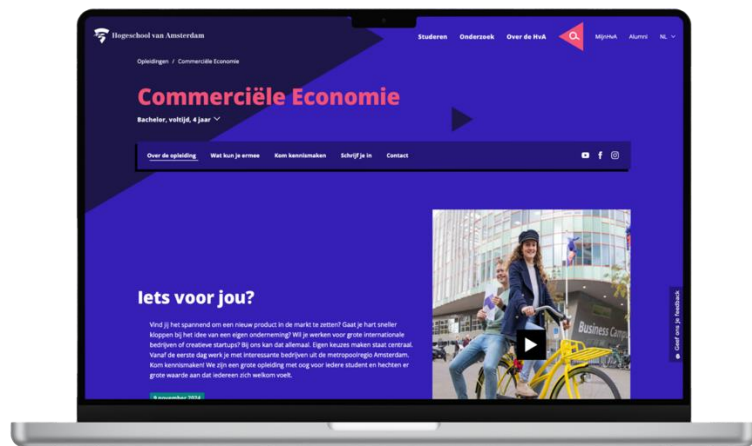 Hogeschool van Amsterdam
Studeren Onderzoek Over de HvA MijnHvA Alumni NL
Opleidingen / Commerciële Economie
Commerciële Economie
Bachelor, voltijd, 4 jaar
Over de opleiding Wat kun je ermee Kom kennismaken Schrijf je in Contact
Iets voor jou?
Vind jij het spannend om een nieuw product in de markt te zetten? Gaat je hart sneller
kloppen bij het idee van een eigen onderneming? Wil je werken voor grote internationale
bedrijven of creatieve startups? Bij ons kan dat allemaal. Eigen keuzes maken staat centraal.
Vanaf de eerste dag werk je met interessante bedrijven uit de metropoolregio Amsterdam.
Kom kennismaken! We zijn een grote opleiding met oog voor iedere student en hechten er
grote waarde aan dat iedereen zich welkom voelt.
9 november 2024
Business Camp
Geef ons je feedback